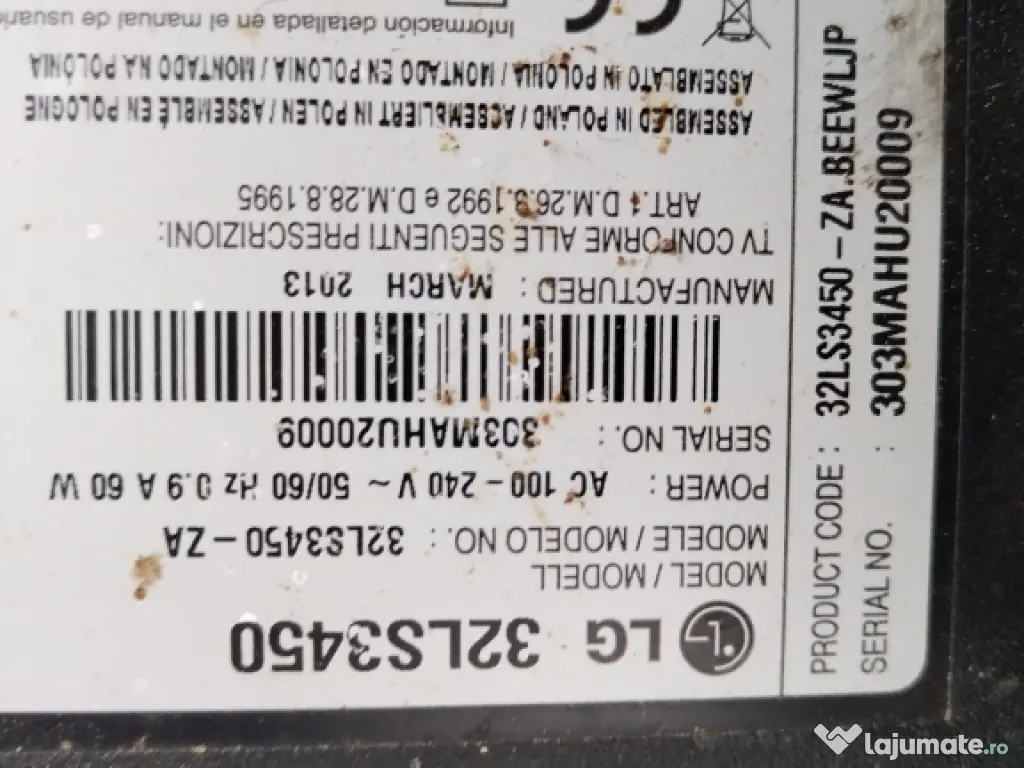 LG 32LS3450
MODEL / MODELL
MODELE / MODELO NO. : 32LS3450-ZA
POWER : AC 100-240 V ~ 50/60 Hz 0.9 A 60 W
SERIAL NO. : 303MAHU20009
MANUFACTURED : MARCH 2013
TV CONFORME ALLE SEGUENTI PRESCRIZIONI:
ART.1 D.M.26.3.1992 e D.M.28.8.1995
ASSEMBLED IN POLAND / ASSEMBLIERT IN POLEN / ASSEMBLÉ EN POLOGNE
ASSEMBLATO IN POLONIA / MONTADO EN POLONIA / MONTADO NA POLÓNIA
CE
Información detallada en el manual de usuario
PRODUCT CODE : 32LS3450-ZA.BEEWLJP
SERIAL NO. : 303MAHU20009
lajumate.ro